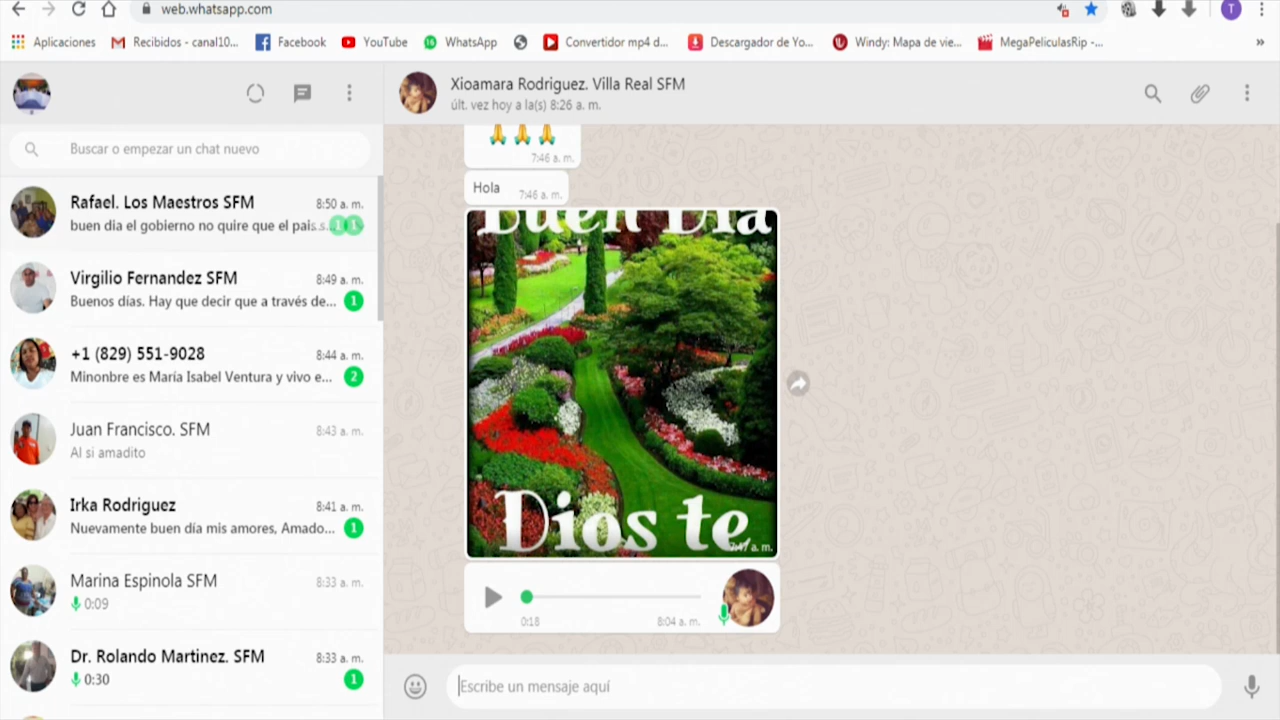 web.whatsapp.com
T
Aplicaciones
Recibidos - canal10...
Facebook
YouTube
WhatsApp
Convertidor mp4 d...
Descargador de Yo...
Windy: Mapa de vie...
MegaPeliculasRip -...
»
Buscar o empezar un chat nuevo
Rafael. Los Maestros SFM 8:50 a. m.
buen dia el gobierno no quire que el pais.s...
Virgilio Fernandez SFM 8:49 a. m.
Buenos días. Hay que decir que a través de... 1
+1 (829) 551-9028 8:44 a. m.
Minonbre es María Isabel Ventura y vivo e... 2
Juan Francisco. SFM 8:43 a. m.
Al si amadito
Irka Rodriguez 8:41 a. m.
Nuevamente buen día mis amores, Amado... 1
Marina Espinola SFM 8:33 a. m.
0:09
Dr. Rolando Martinez. SFM 8:33 a. m.
0:30 1
Xioamara Rodriguez. Villa Real SFM
últ. vez hoy a la(s) 8:26 a. m.
7:46 a. m.
Hola 7:46 a. m.
Buen Dia
Dios te
7:47 a. m.
0:18 8:04 a. m.
Escribe un mensaje aquí